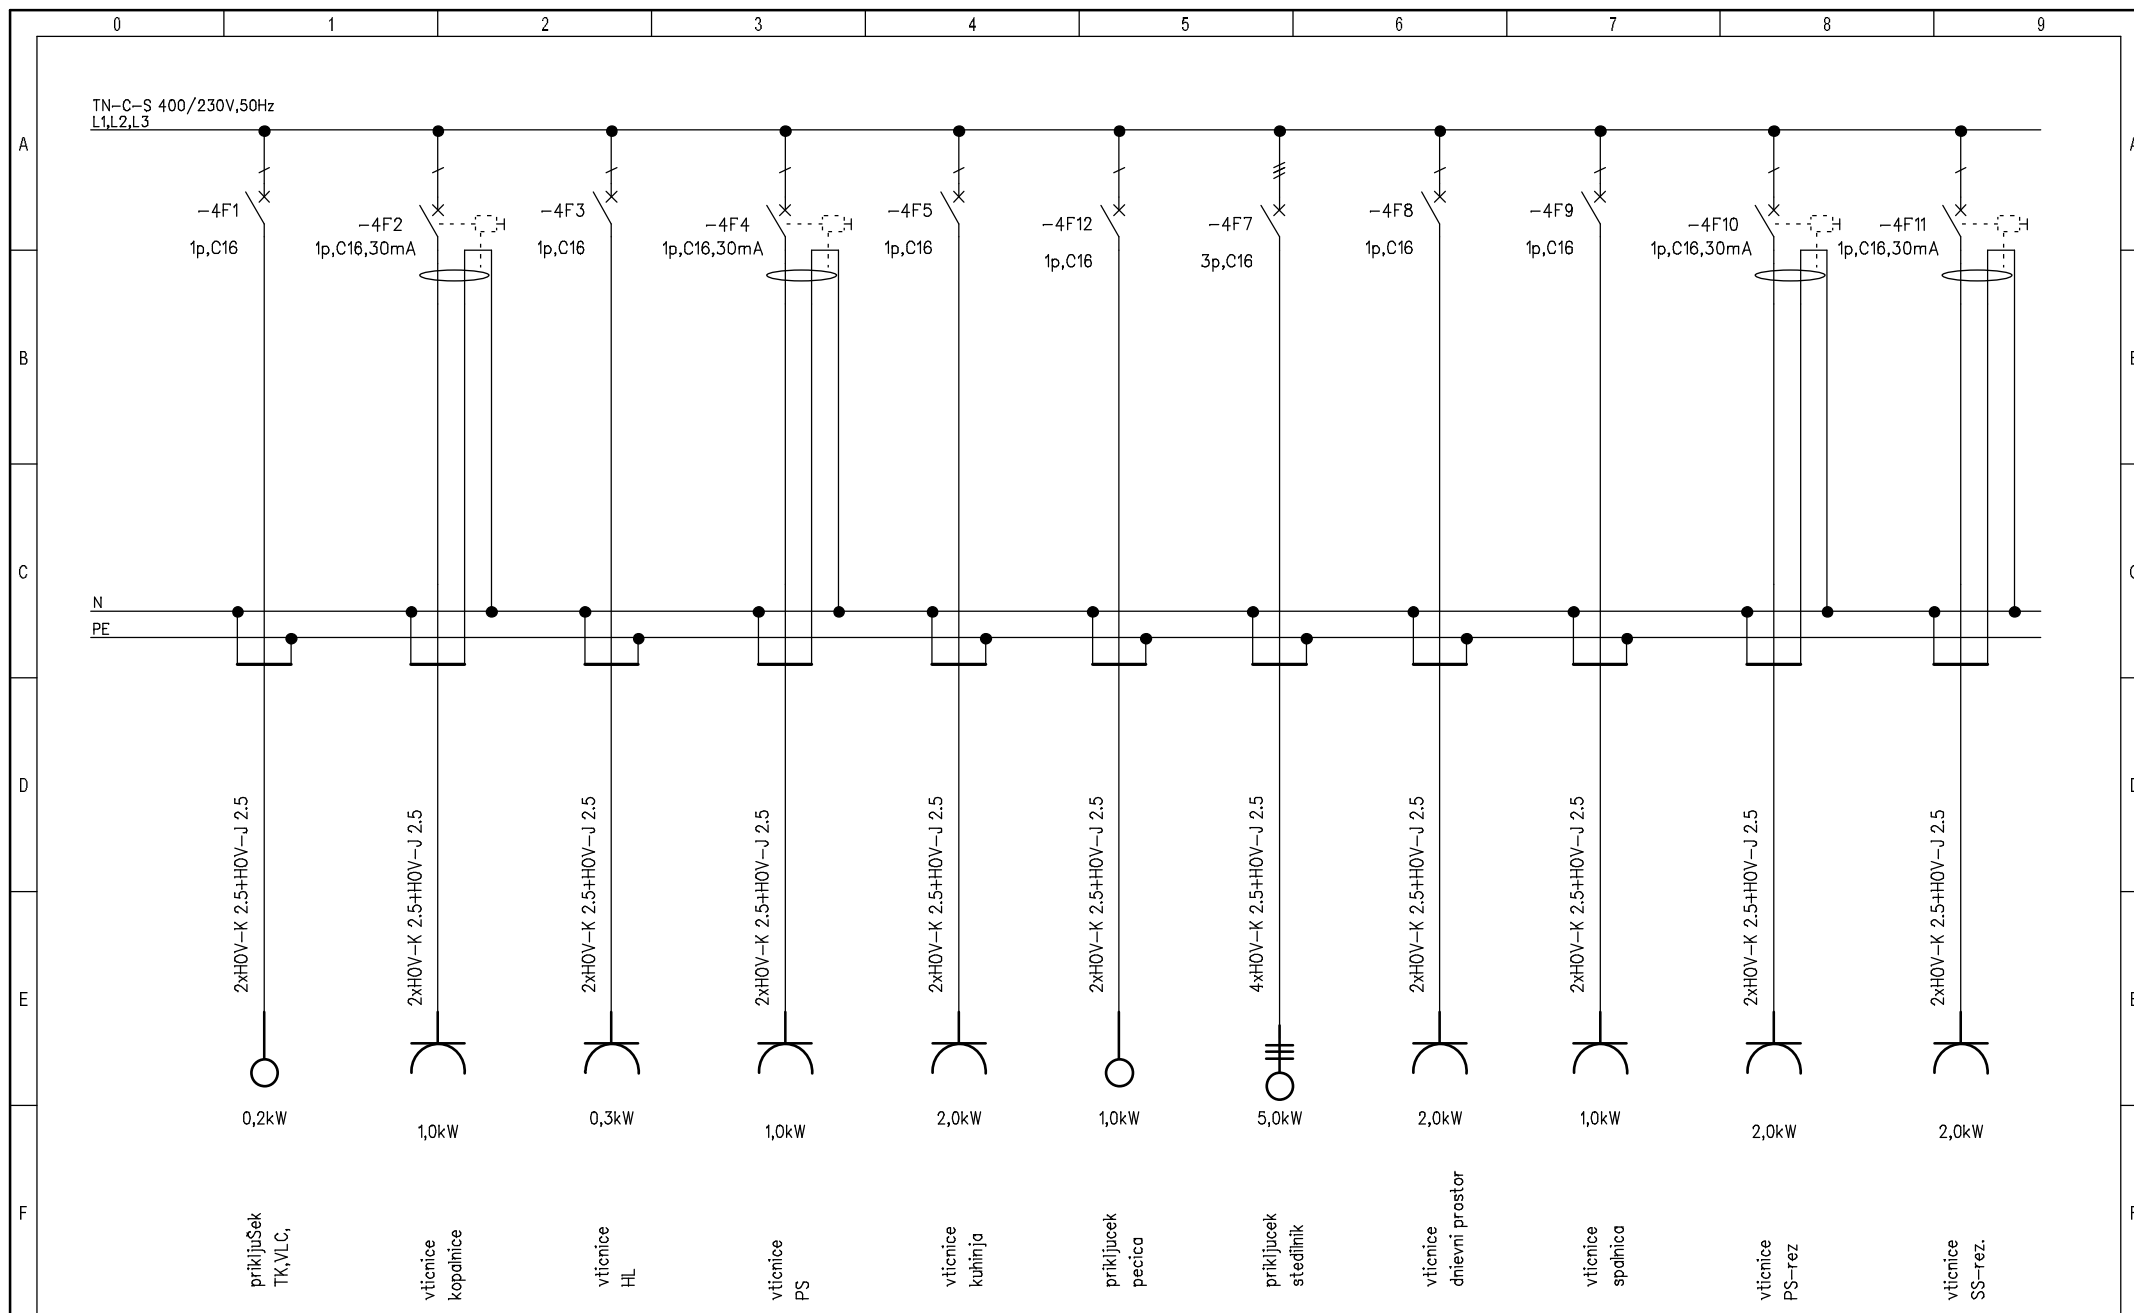 0 1 2 3 4 5 6 7 8 9
TN-C-S 400/230V,50Hz
L1,L2,L3
A
-4F1
1p,C16
-4F2
1p,C16,30mA
-4F3
1p,C16
-4F4
1p,C16,30mA
-4F5
1p,C16
-4F12
1p,C16
-4F7
3p,C16
-4F8
1p,C16
-4F9
1p,C16
-4F10
1p,C16,30mA
-4F11
1p,C16,30mA
B
C
N
PE
D
2xH0V-K 2.5+H0V-J 2.5
2xH0V-K 2.5+H0V-J 2.5
2xH0V-K 2.5+H0V-J 2.5
2xH0V-K 2.5+H0V-J 2.5
2xH0V-K 2.5+H0V-J 2.5
2xH0V-K 2.5+H0V-J 2.5
4xH0V-K 2.5+H0V-J 2.5
2xH0V-K 2.5+H0V-J 2.5
2xH0V-K 2.5+H0V-J 2.5
2xH0V-K 2.5+H0V-J 2.5
2xH0V-K 2.5+H0V-J 2.5
E
0,2kW
1,0kW
0,3kW
1,0kW
2,0kW
1,0kW
5,0kW
2,0kW
1,0kW
2,0kW
2,0kW
F
priključek
TK,VLC,
vticnice
kopalnice
vticnice
HL
vticnice
PS
vticnice
kuhinja
prikljucek
pecica
prikljucek
stedilnik
vticnice
dnievni prostor
vticnice
spalnica
vticnice
PS-rez
vticnice
SS-rez.